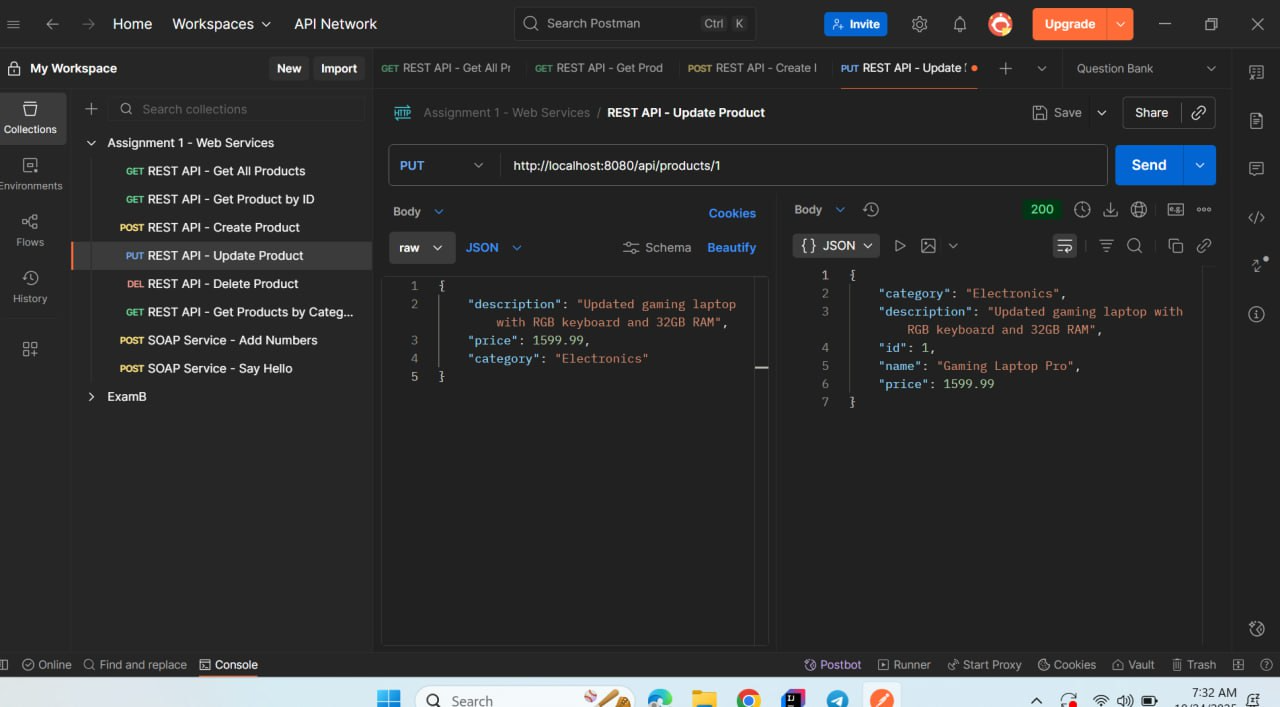 Home
Workspaces
API Network
Search Postman
Ctrl
K
Invite
Upgrade
My Workspace
New
Import
GET REST API - Get All Pr
GET REST API - Get Prod
POST REST API - Create
PUT REST API - Update
Question Bank
Collections
Environments
Flows
History
Search collections
Assignment 1 - Web Services
GET REST API - Get All Products
GET REST API - Get Product by ID
POST REST API - Create Product
PUT REST API - Update Product
DEL REST API - Delete Product
GET REST API - Get Products by Categ...
POST SOAP Service - Add Numbers
POST SOAP Service - Say Hello
ExamB
HTTP
Assignment 1 - Web Services / REST API - Update Product
Save
Share
PUT
http://localhost:8080/api/products/1
Send
Body
Cookies
raw
JSON
Schema
Beautify
1 {
2 "description": "Updated gaming laptop
with RGB keyboard and 32GB RAM",
3 "price": 1599.99,
4 "category": "Electronics"
5 }
Body
200
{} JSON
1 {
2 "category": "Electronics",
3 "description": "Updated gaming laptop with
RGB keyboard and 32GB RAM",
4 "id": 1,
5 "name": "Gaming Laptop Pro",
6 "price": 1599.99
7 }
Online
Find and replace
Console
Postbot
Runner
Start Proxy
Cookies
Vault
Trash
Search
7:32 AM